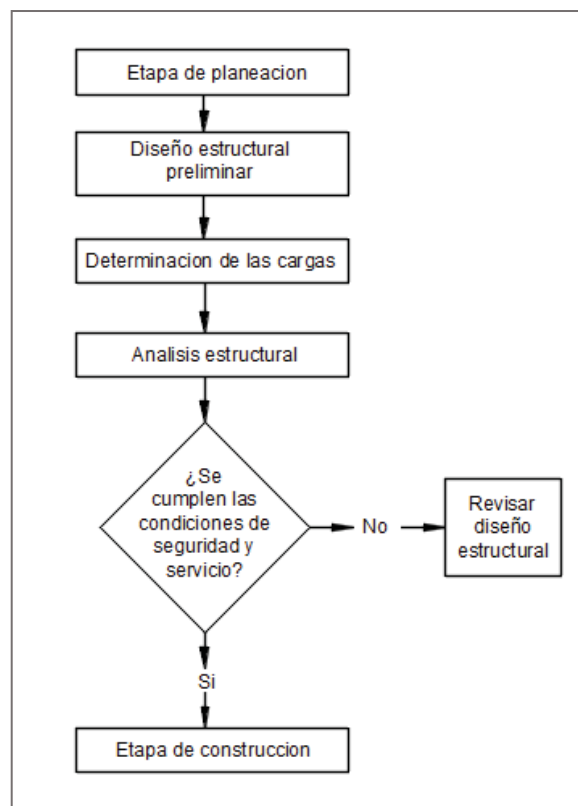 Etapa de planeacion
Diseño estructural
preliminar
Determinacion de las cargas
Analisis estructural
¿Se
cumplen las
condiciones de
seguridad y
servicio?
No
Revisar
diseño
estructural
Si
Etapa de construccion